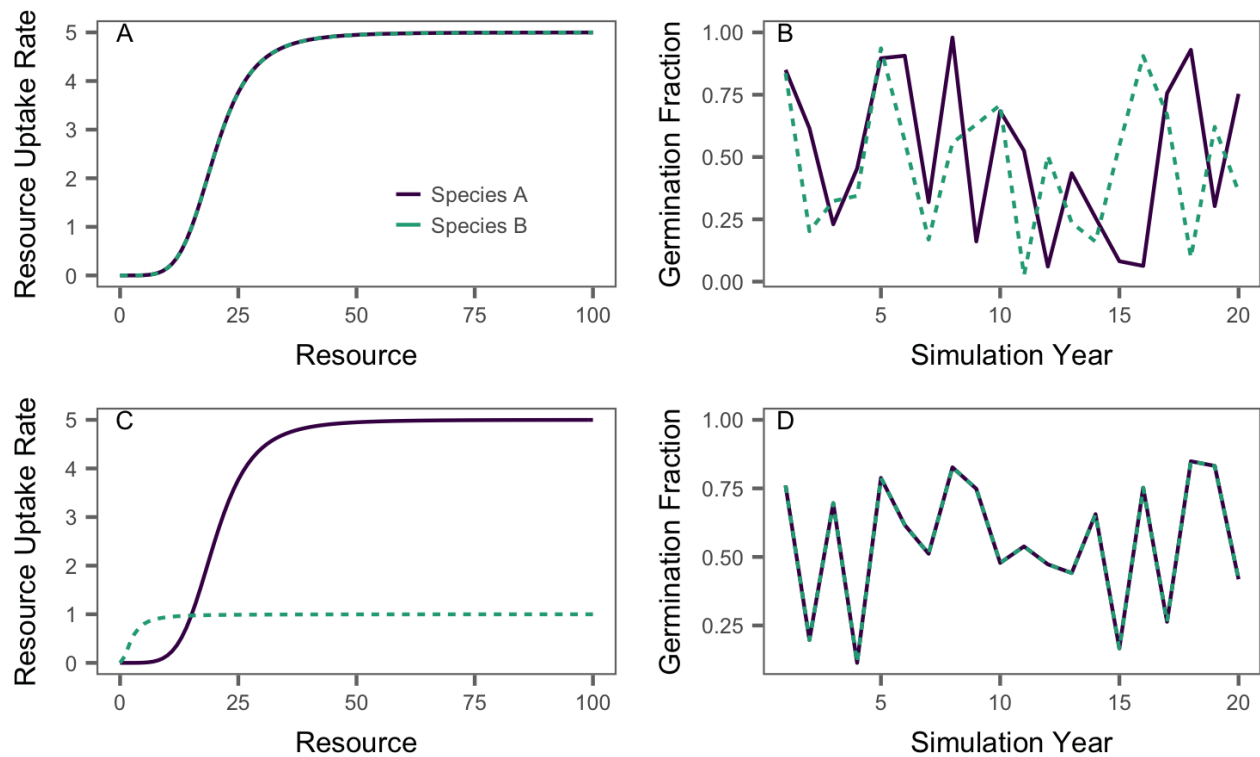 A
Resource Uptake Rate
5
4
3
2
1
0
Species A
Species B
0 25 50 75 100
Resource
B
Germination Fraction
1.00
0.75
0.50
0.25
0.00
5 10 15 20
Simulation Year
C
Resource Uptake Rate
5
4
3
2
1
0
0 25 50 75 100
Resource
D
Germination Fraction
1.00
0.75
0.50
0.25
5 10 15 20
Simulation Year